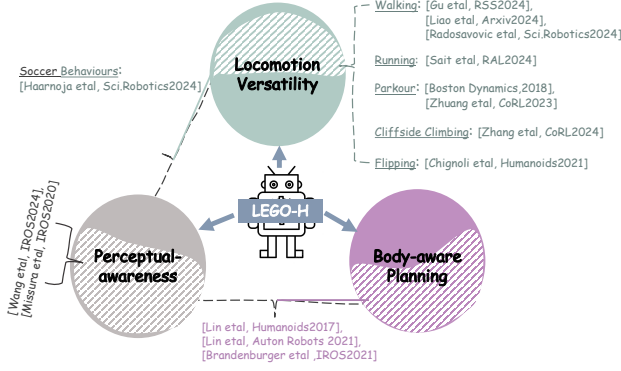 Walking: [Gu etal, RSS2024],
[Liao etal, Arxiv2024],
[Radosavovic etal, Sci.Robotics2024]
Running: [Sait etal, RAL2024]
Parkour: [Boston Dynamics,2018],
[Zhuang etal, CoRL2023]
Cliffside Climbing: [Zhang etal, CoRL2024]
Flipping: [Chignoli etal, Humanoids2021]
Locomotion
Versatility
Soccer Behaviours:
[Haarnoja etal, Sci.Robotics2024]
LEGO-H
[Wang etal, IROS2024],
[Missura etal, IROS2020]
Perceptual-
awareness
Body-aware
Planning
[Lin etal, Humanoids2017],
[Lin etal, Auton Robots 2021],
[Brandenburger etal ,IROS2021]